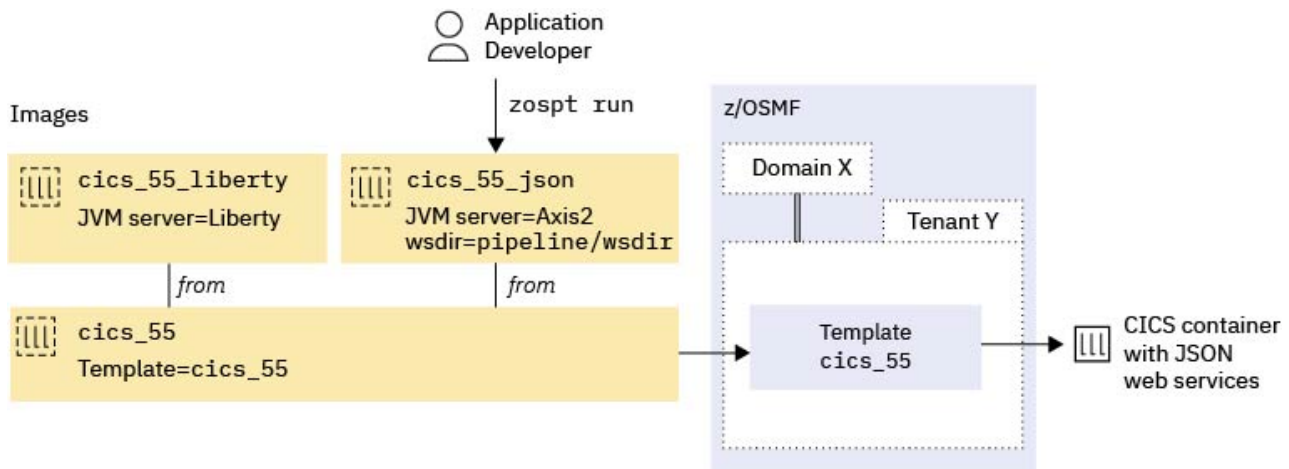 Application
Developer
zospt run
Images
cics_55_liberty
JVM server=Liberty
cics_55_json
JVM server=Axis2
wsdir=pipeline/wsdir
from
from
cics_55
Template=cics_55
z/OSMF
Domain X
Tenant Y
Template
cics_55
CICS container
with JSON
web services